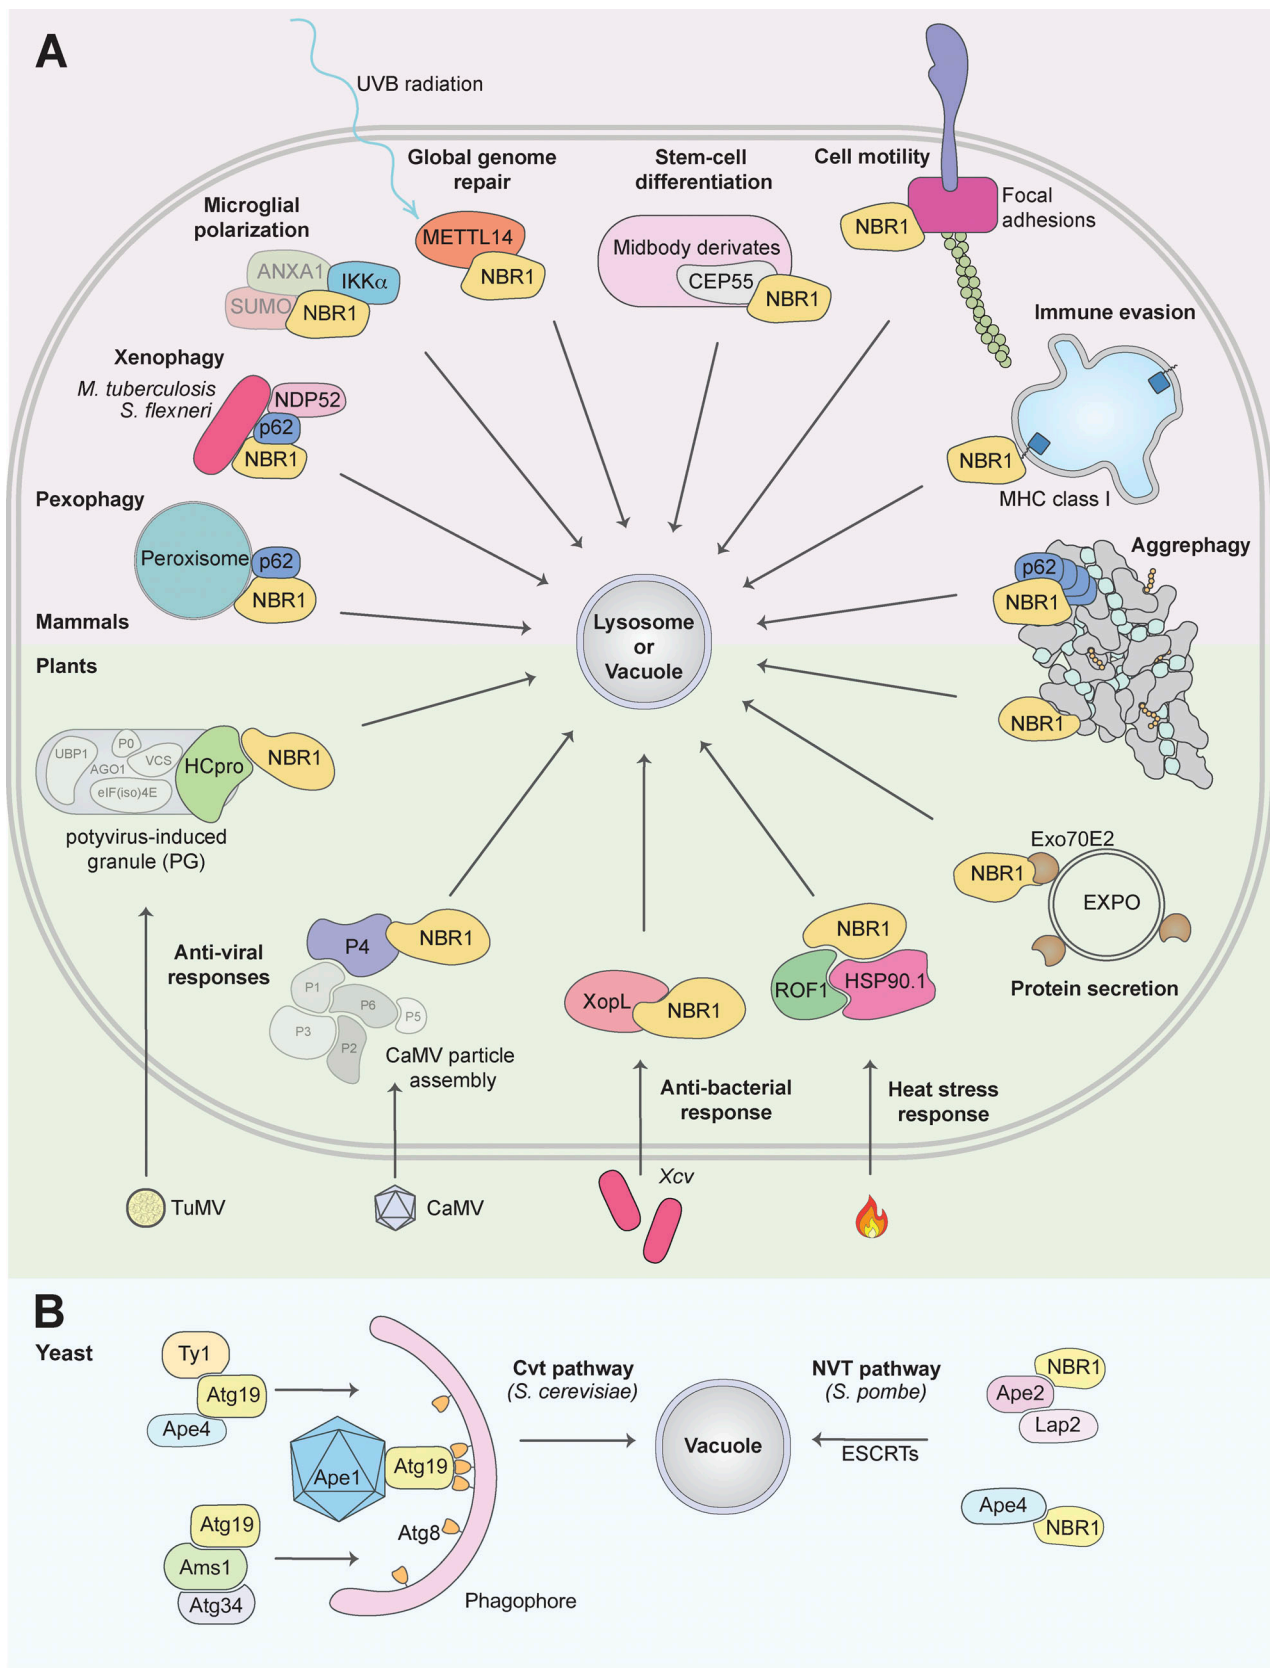 A
UVB radiation
Global genome
repair
Stem-cell
differentiation
Cell motility
Microglial
polarization
Focal
adhesions
NBR1
METTL14
NBR1
Midbody derivates
CEP55
NBR1
ANXA1
IKKα
SUMO
NBR1
Immune evasion
Xenophagy
M. tuberculosis
S. flexneri
NDP52
p62
NBR1
NBR1
MHC class I
Pexophagy
Peroxisome
p62
NBR1
Aggrephagy
p62
NBR1
Mammals
Lysosome
or
Vacuole
Plants
NBR1
UBP1
P0
VCS
AGO1
eIF(iso)4E
HCpro
NBR1
potyvirus-induced
granule (PG)
Exo70E2
NBR1
EXPO
Protein secretion
Anti-viral
responses
P4
NBR1
P1
P6
P5
P3
P2
CaMV particle
assembly
XopL
NBR1
NBR1
ROF1
HSP90.1
Anti-bacterial
response
Heat stress
response
TuMV
CaMV
Xcv
B
Yeast
Ty1
Atg19
Ape4
Ape1
Atg19
Atg8
Atg19
Ams1
Atg34
Phagophore
Cvt pathway
(S. cerevisiae)
Vacuole
NVT pathway
(S. pombe)
ESCRTs
NBR1
Ape2
Lap2
Ape4
NBR1